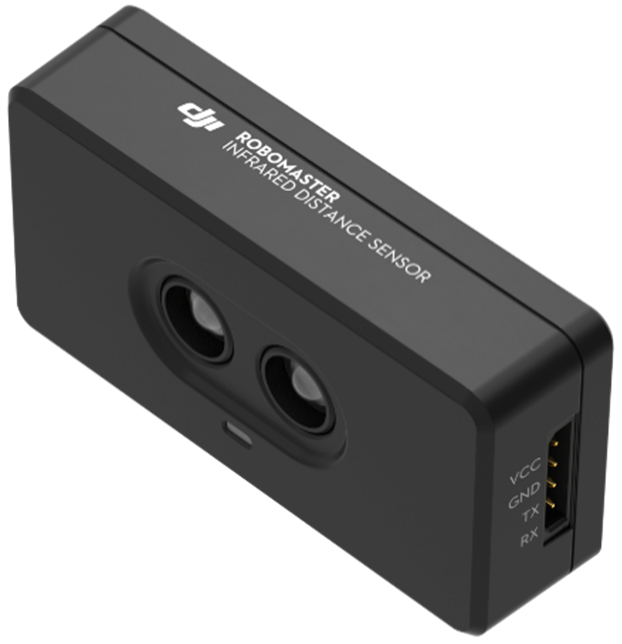 dji
ROBOMASTER
INFRARED DISTANCE SENSOR
VCC
GND
TX
RX